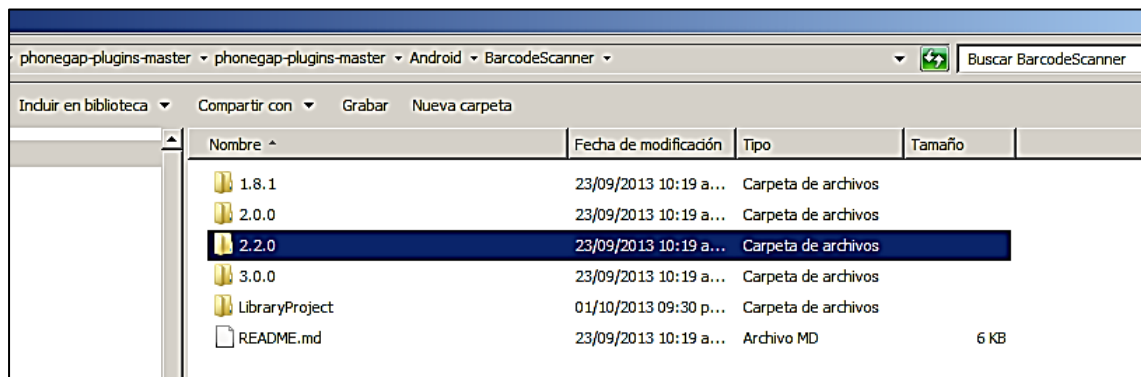 phonegap-plugins-master phonegap-plugins-master Android BarcodeScanner Buscar BarcodeScanner
Incluir en biblioteca Compartir con Grabar Nueva carpeta
Nombre Fecha de modificación Tipo Tamaño
1.8.1 23/09/2013 10:19 a... Carpeta de archivos
2.0.0 23/09/2013 10:19 a... Carpeta de archivos
2.2.0 23/09/2013 10:19 a... Carpeta de archivos
3.0.0 23/09/2013 10:19 a... Carpeta de archivos
LibraryProject 01/10/2013 09:30 p... Carpeta de archivos
README.md 23/09/2013 10:19 a... Archivo MD 6 KB